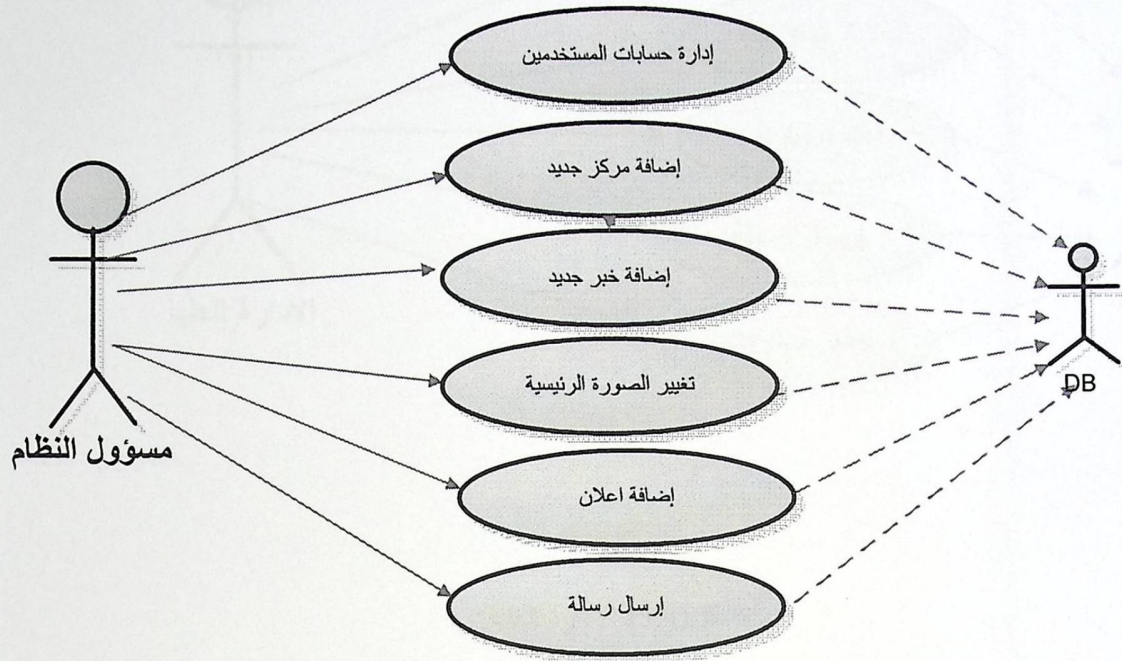 إدارة حسابات المستخدمين
إضافة مركز جديد
إضافة خبر جديد
تغيير الصورة الرئيسية
إضافة اعلان
إرسال رسالة
مسؤول النظام
DB